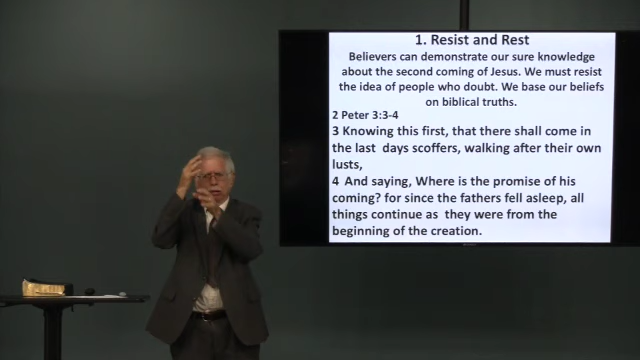 1. Resist and Rest
Believers can demonstrate our sure knowledge
about the second coming of Jesus. We must resist
the idea of people who doubt. We base our beliefs
on biblical truths.
2 Peter 3:3-4
3 Knowing this first, that there shall come in
the last days scoffers, walking after their own
lusts,
4 And saying, Where is the promise of his
coming? for since the fathers fell asleep, all
things continue as they were from the
beginning of the creation.